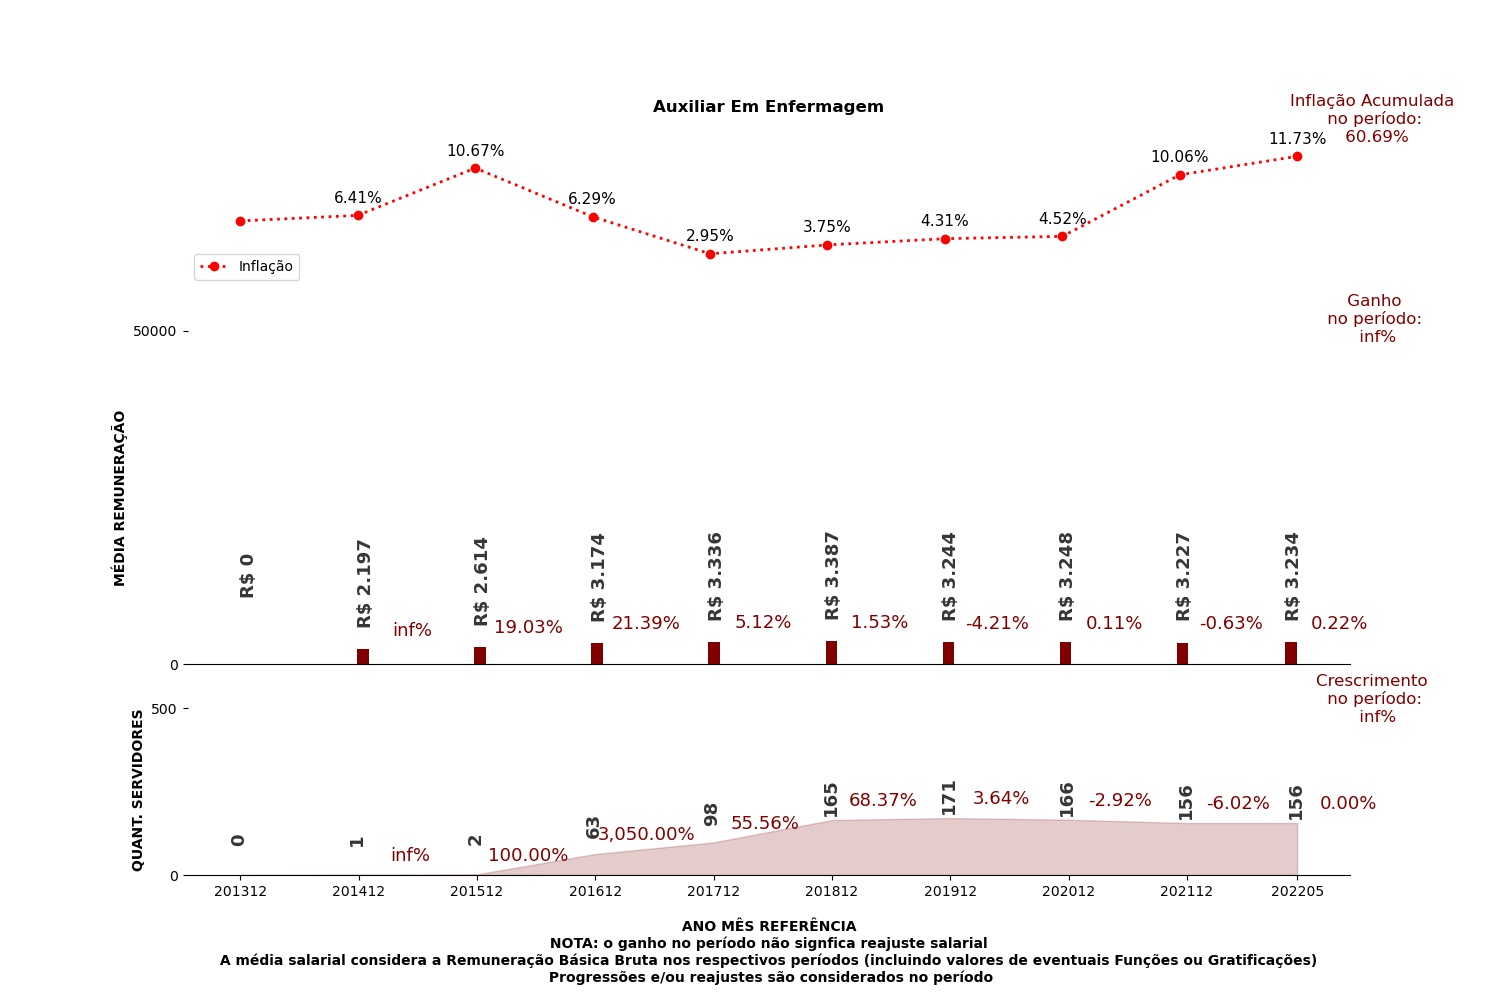 Auxiliar Em Enfermagem
Inflação Acumulada
no período:
60.69%
6.41%
10.67%
6.29%
2.95%
3.75%
4.31%
4.52%
10.06%
11.73%
Inflação
Ganho
no período:
inf%
50000
0
MÉDIA REMUNERAÇÃO
R$ 0
R$ 2.197
R$ 2.614
R$ 3.174
R$ 3.336
R$ 3.387
R$ 3.244
R$ 3.248
R$ 3.227
R$ 3.234
inf%
19.03%
21.39%
5.12%
1.53%
-4.21%
0.11%
-0.63%
0.22%
Crescrimento
no período:
inf%
500
0
QUANT. SERVIDORES
0
1
2
63
98
165
171
166
156
156
inf%
100.00%
3,050.00%
55.56%
68.37%
3.64%
-2.92%
-6.02%
0.00%
201312
201412
201512
201612
201712
201812
201912
202012
202112
202205
ANO MÊS REFERÊNCIA
NOTA: o ganho no período não signfica reajuste salarial
A média salarial considera a Remuneração Básica Bruta nos respectivos períodos (incluindo valores de eventuais Funções ou Gratificações)
Progressões e/ou reajustes são considerados no período